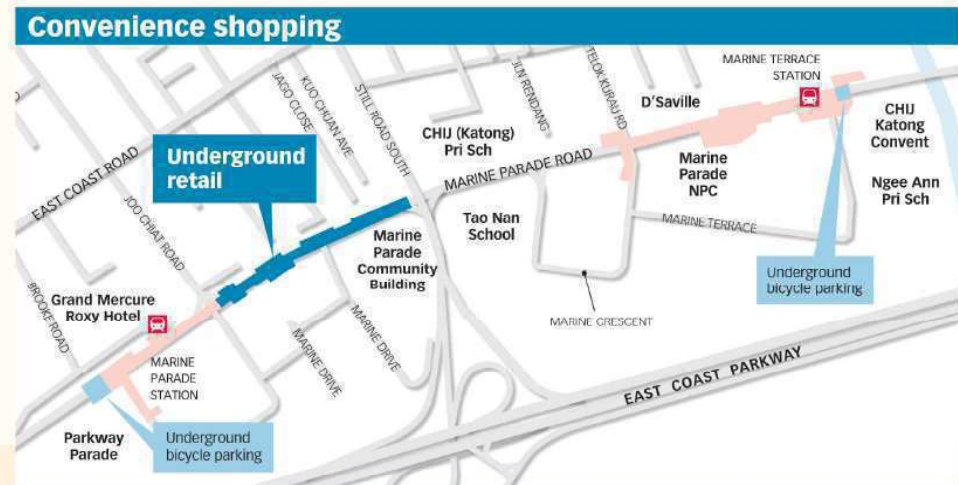 Convenience shopping
MARINE TERRACE
STATION
TELOK KURAU RD
JLN RENDANG
D'Saville
CHIJ
Katong
Convent
KUO CHUAN AVE
JAGO CLOSE
STILL ROAD SOUTH
CHIJ (Katong)
Pri Sch
EAST COAST ROAD
Underground
retail
MARINE PARADE ROAD
Marine
Parade
NPC
Ngee Ann
Pri Sch
JOO CHIAT ROAD
Tao Nan
School
MARINE TERRACE
Marine
Parade
Community
Building
Underground
bicycle parking
BROOKE ROAD
Grand Mercure
Roxy Hotel
MARINE CRESCENT
MARINE DRIVE
MARINE DRIVE
MARINE
PARADE
STATION
EAST COAST PARKWAY
Parkway
Parade
Underground
bicycle parking